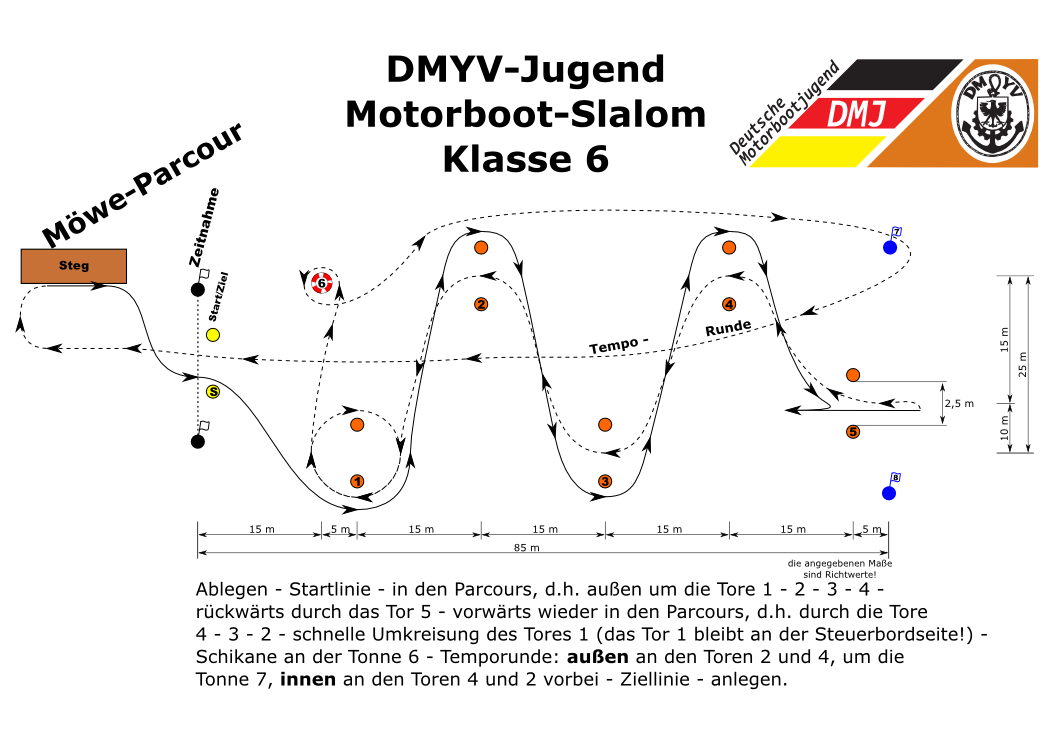 DMYV-Jugend
Motorboot-Slalom
Klasse 6
Deutsche
Motorbootjugend
DMJ
DMYV
Möwe-Parcour
Zeitnahme
Steg
Start/Ziel
S
6
7
2
4
Tempo - Runde
15 m
25 m
2,5 m
10 m
5
1
3
8
15 m
5 m
15 m
15 m
15 m
15 m
5 m
85 m
die angegebenen Maße
sind Richtwerte!
Ablegen - Startlinie - in den Parcours, d.h. außen um die Tore 1 - 2 - 3 - 4 -
rückwärts durch das Tor 5 - vorwärts wieder in den Parcours, d.h. durch die Tore
4 - 3 - 2 - schnelle Umkreisung des Tores 1 (das Tor 1 bleibt an der Steuerbordseite!) -
Schikane an der Tonne 6 - Temporunde: außen an den Toren 2 und 4, um die
Tonne 7, innen an den Toren 4 und 2 vorbei - Ziellinie - anlegen.